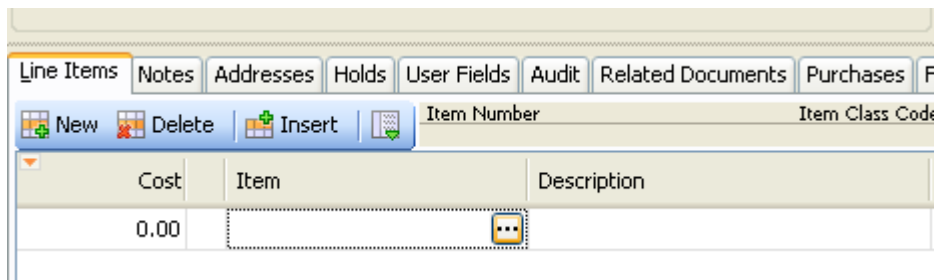 Line Items Notes Addresses Holds User Fields Audit Related Documents Purchases
New Delete Insert Item Number Item Class Code
Cost Item Description
0.00